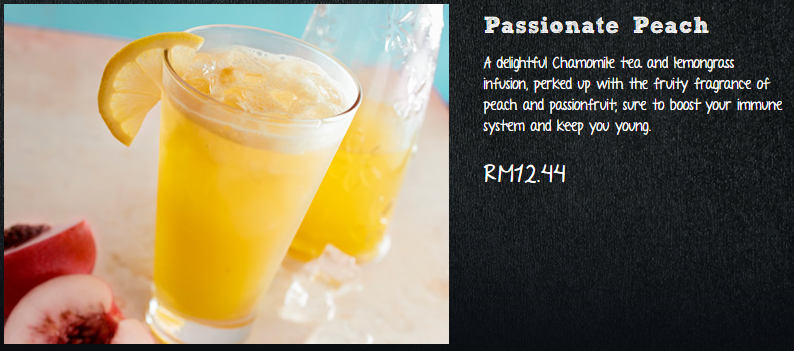 Passionate Peach
A delightful Chamomile tea and lemongrass
infusion, perked up with the fruity fragrance of
peach and passionfruit; sure to boost your immune
system and keep you young.
RM12.44